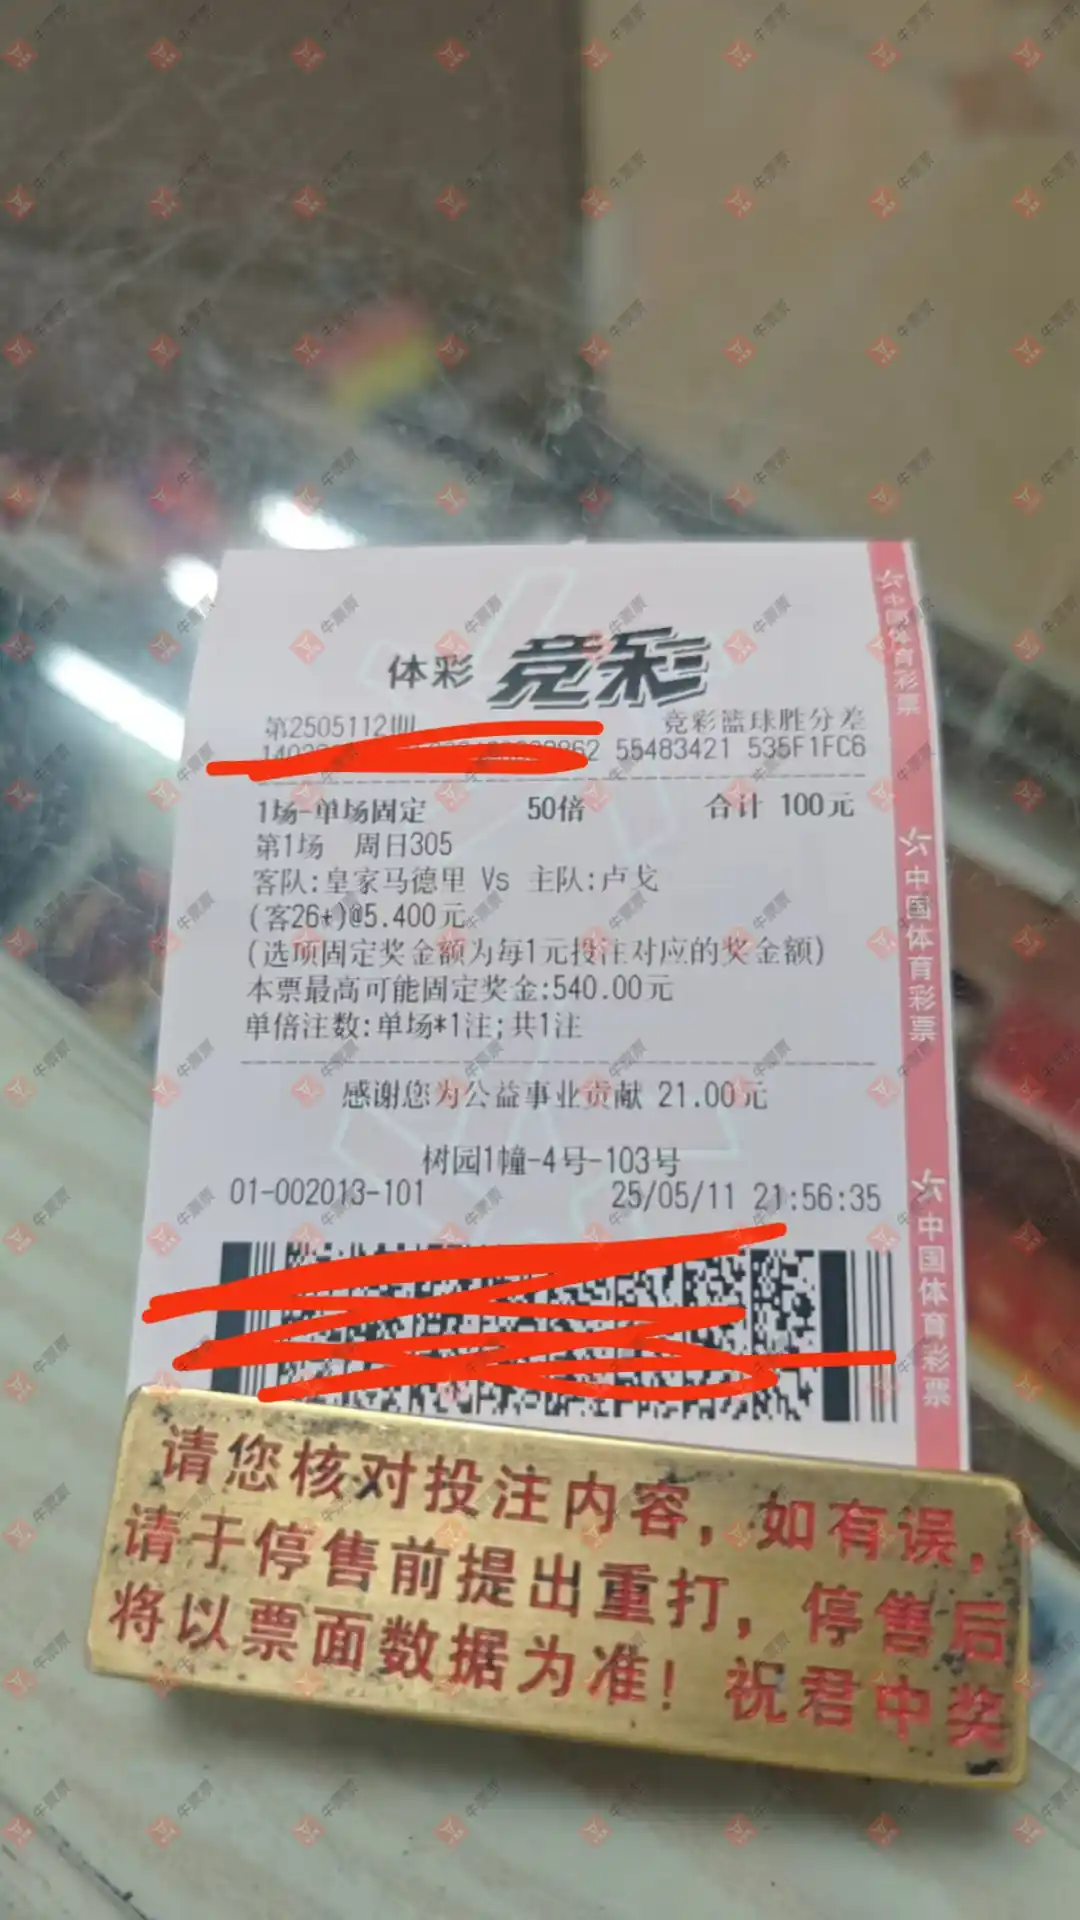 体彩 竞彩
第2505112期 竞彩篮球胜分差
55483421 535F1FC6
1场-单场固定 50倍 合计 100元
第1场 周日305
客队:皇家马德里 Vs 主队:卢戈
(客26+)@5.400元
(选项固定奖金额为每1元投注对应的奖金额)
本票最高可能固定奖金:540.00元
单倍注数:单场*1注;共1注
感谢您为公益事业贡献 21.00元
树园1幢-4号-103号
01-002013-101 25/05/11 21:56:35
中国体育彩票
中国体育彩票
中国体育彩票
请您核对投注内容，如有误，
请于停售前提出重打，停售后
将以票面数据为准！祝君中奖
牛票票